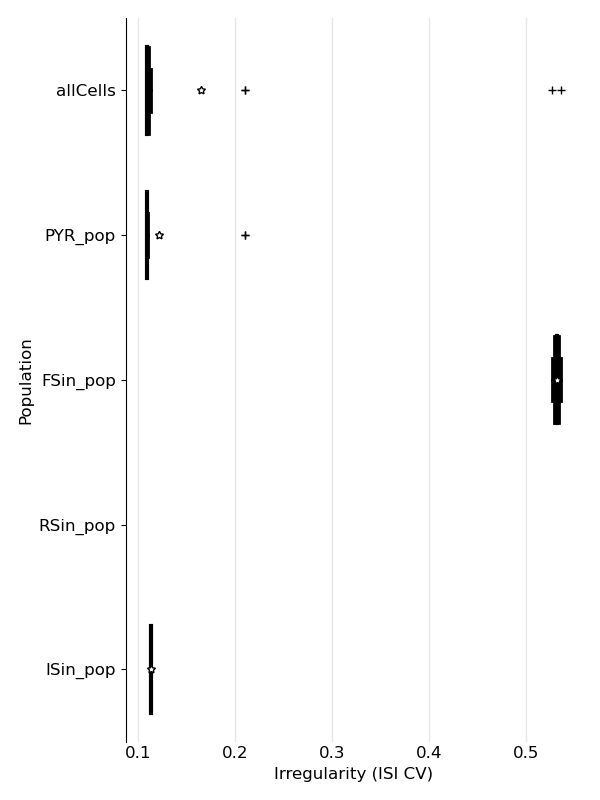 allCells
PYR_pop
FSin_pop
RSin_pop
ISin_pop
Population
0.1 0.2 0.3 0.4 0.5
Irregularity (ISI CV)